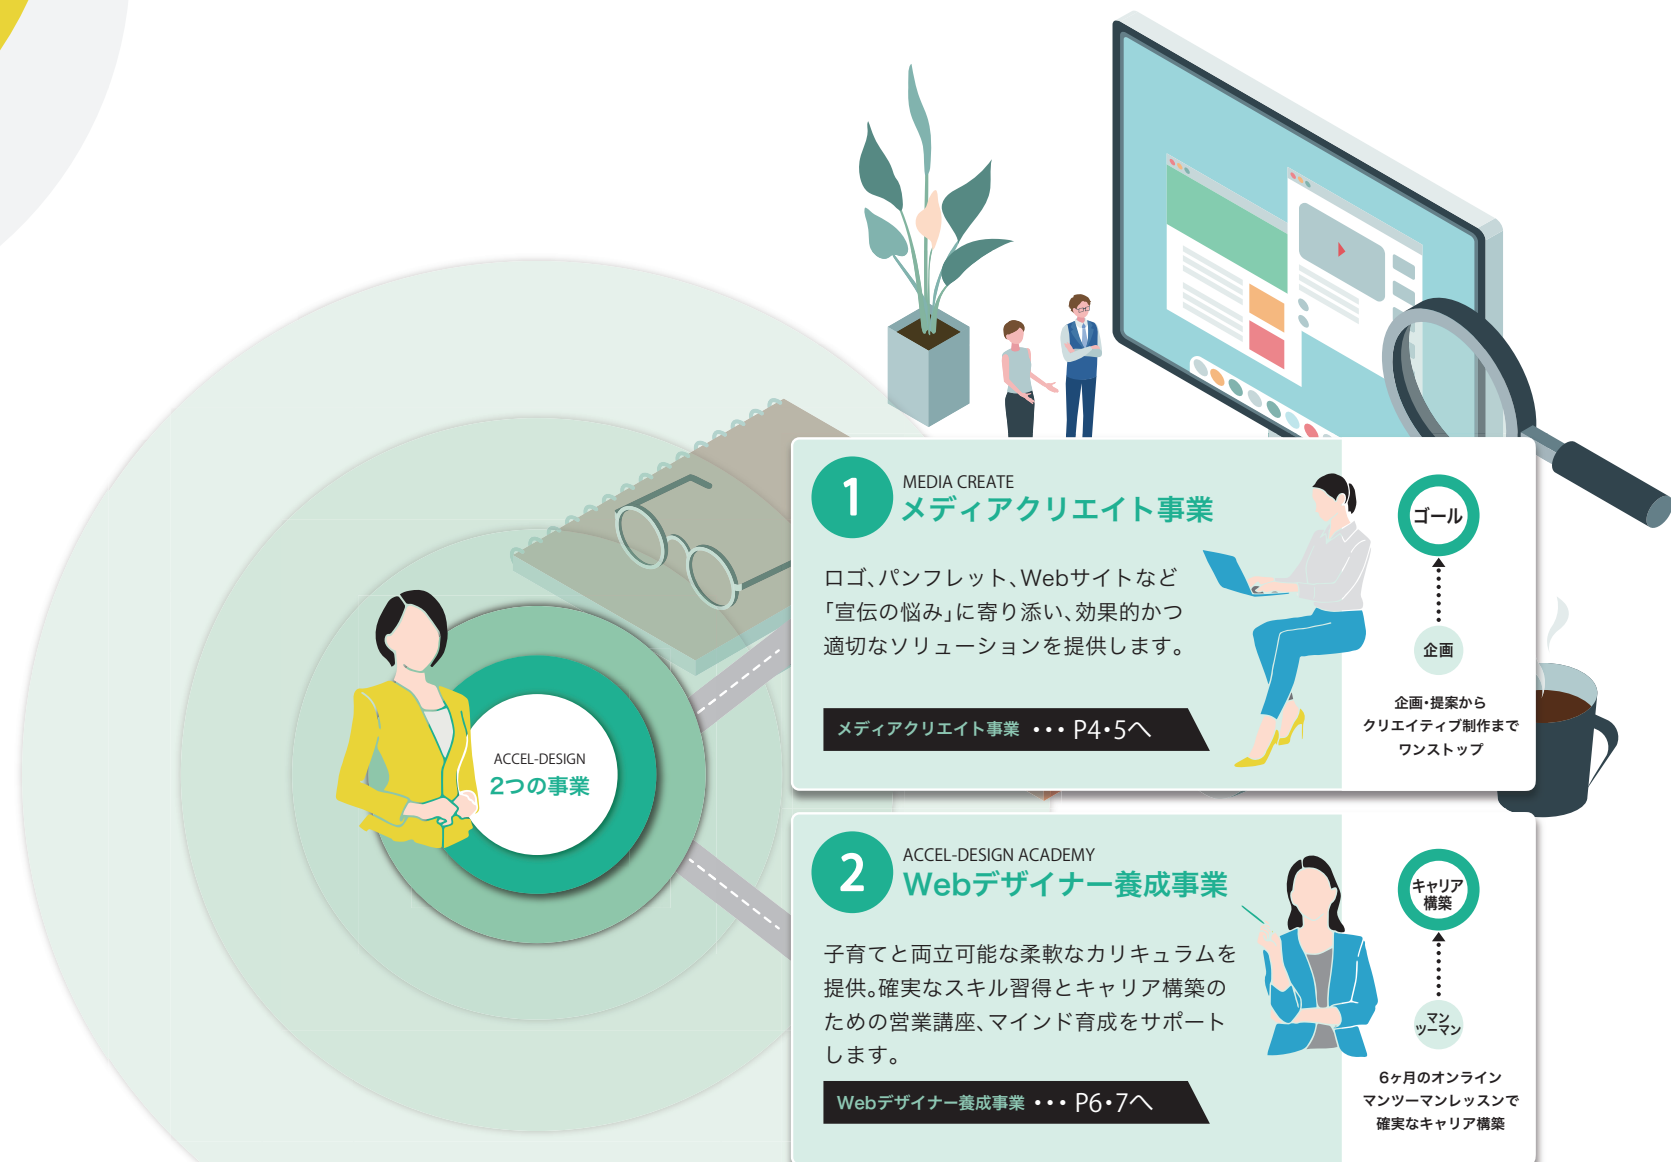 ACCEL-DESIGN
2つの事業
1
MEDIA CREATE
メディアクリエイト事業
ロゴ、パンフレット、Webサイトなど
「宣伝の悩み」に寄り添い、効果的かつ
適切なソリューションを提供します。
メディアクリエイト事業 ・・・ P4・5へ
ゴール
企画
企画・提案から
クリエイティブ制作まで
ワンストップ
2
ACCEL-DESIGN ACADEMY
Webデザイナー養成事業
子育てと両立可能な柔軟なカリキュラムを
提供。確実なスキル習得とキャリア構築の
ための営業講座、マインド育成をサポート
します。
Webデザイナー養成事業 ・・・ P6・7へ
キャリア
構築
マン
ツーマン
6ヶ月のオンライン
マンツーマンレッスンで
確実なキャリア構築